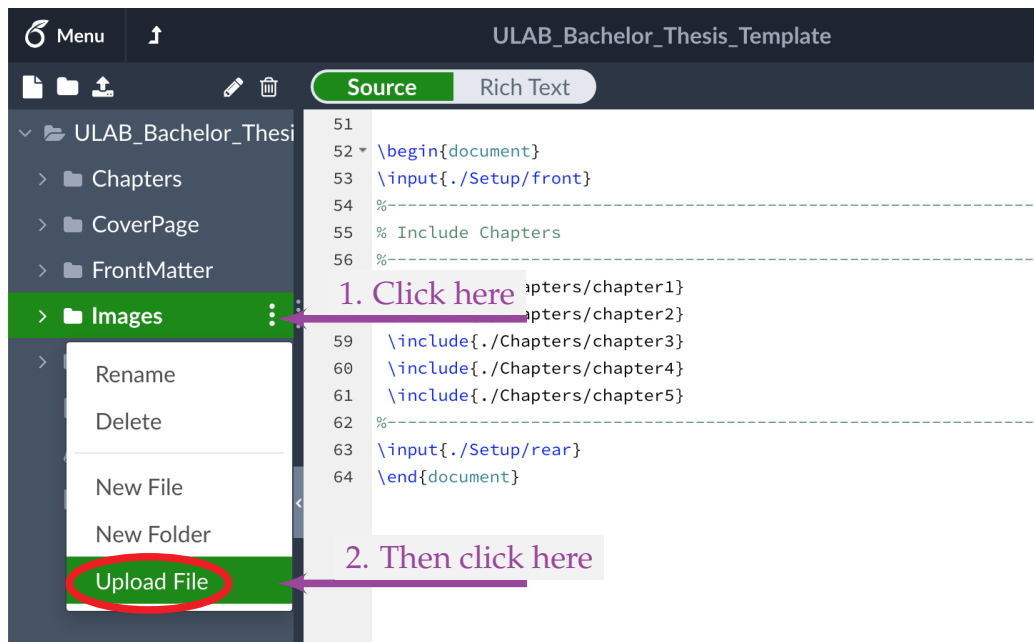 Menu
ULAB_Bachelor_Thesis_Template
Source
Rich Text
ULAB_Bachelor_Thesi
Chapters
CoverPage
FrontMatter
Images
Rename
Delete
New File
New Folder
Upload File
51
52 \begin{document}
53 \input{./Setup/front}
54 %------------------------------------------------------------------
55 % Include Chapters
56 %------------------------------------------------------------------
1. Click here
apters/chapter1}
apters/chapter2}
59 \include{./Chapters/chapter3}
60 \include{./Chapters/chapter4}
61 \include{./Chapters/chapter5}
62 %------------------------------------------------------------------
63 \input{./Setup/rear}
64 \end{document}
2. Then click here